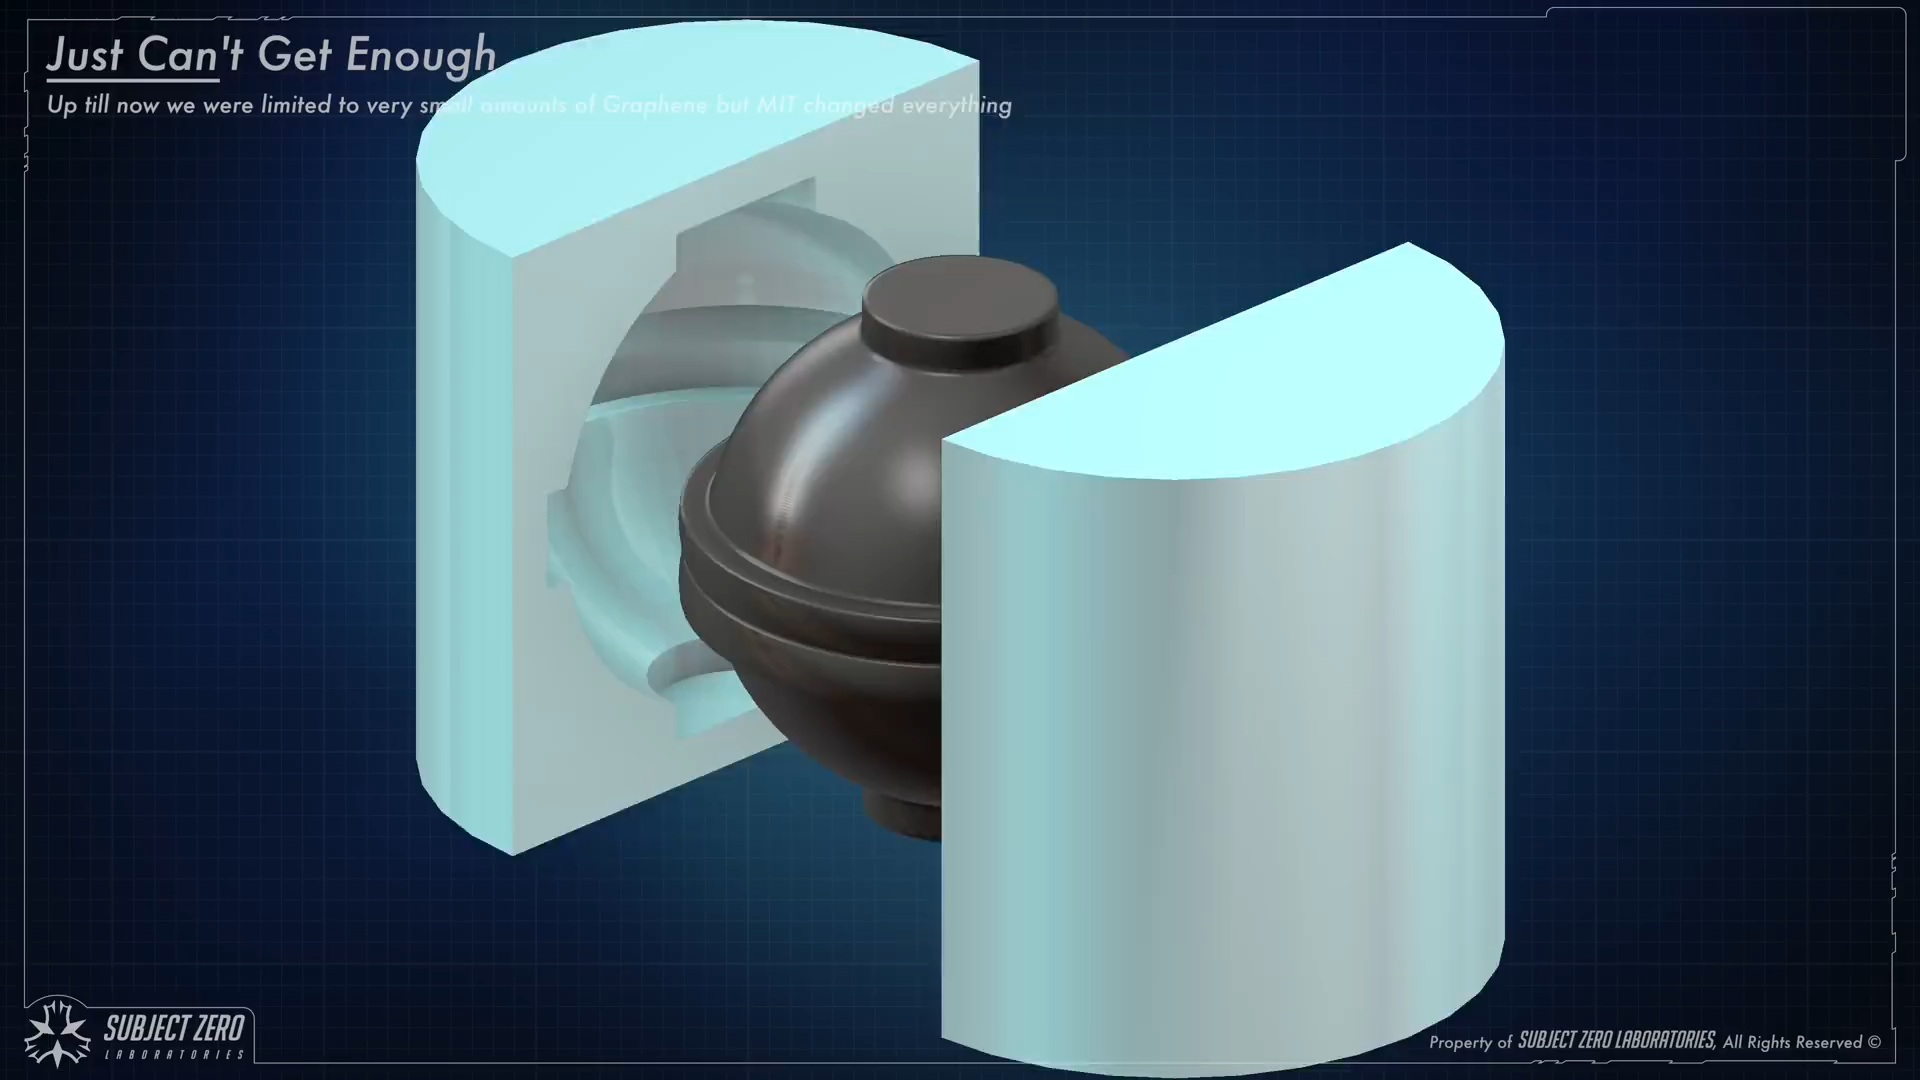 Just Can't Get Enough
Up till now we were limited to very small amounts of Graphene but MIT changed everything
SUBJECT ZERO
LABORATORIES
Property of SUBJECT ZERO LABORATORIES, All Rights Reserved ©